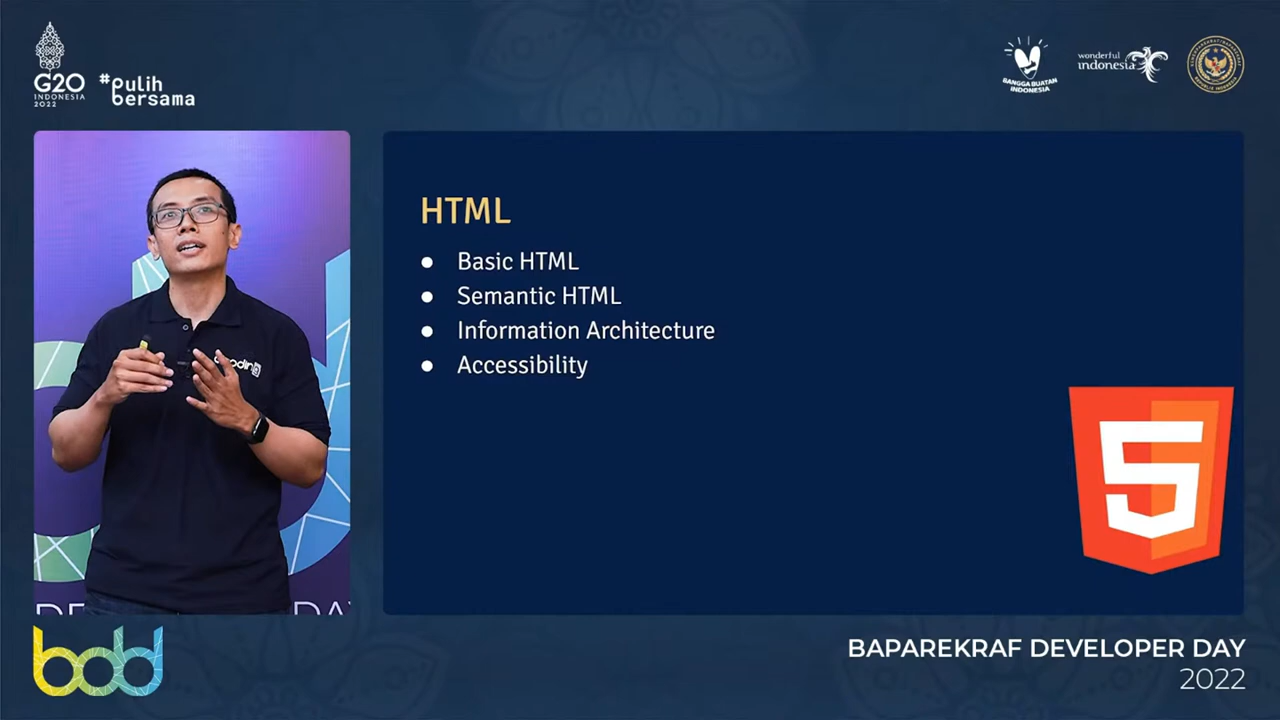 G20
INDONESIA
2022
#pulih
bersama
BANGGA BUATAN
INDONESIA
wonderful
indonesia
HTML
● Basic HTML
● Semantic HTML
● Information Architecture
● Accessibility
bdd
BAPAREKRAF DEVELOPER DAY
2022